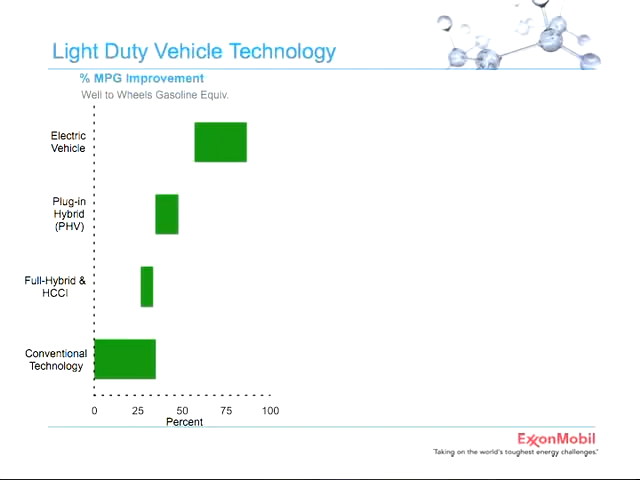 Light Duty Vehicle Technology
% MPG Improvement
Well to Wheels Gasoline Equiv.
Electric
Vehicle
Plug-in
Hybrid
(PHV)
Full-Hybrid &
HCCI
Conventional
Technology
0 25 50 75 100
Percent
ExxonMobil
Taking on the world's toughest energy challenges.™